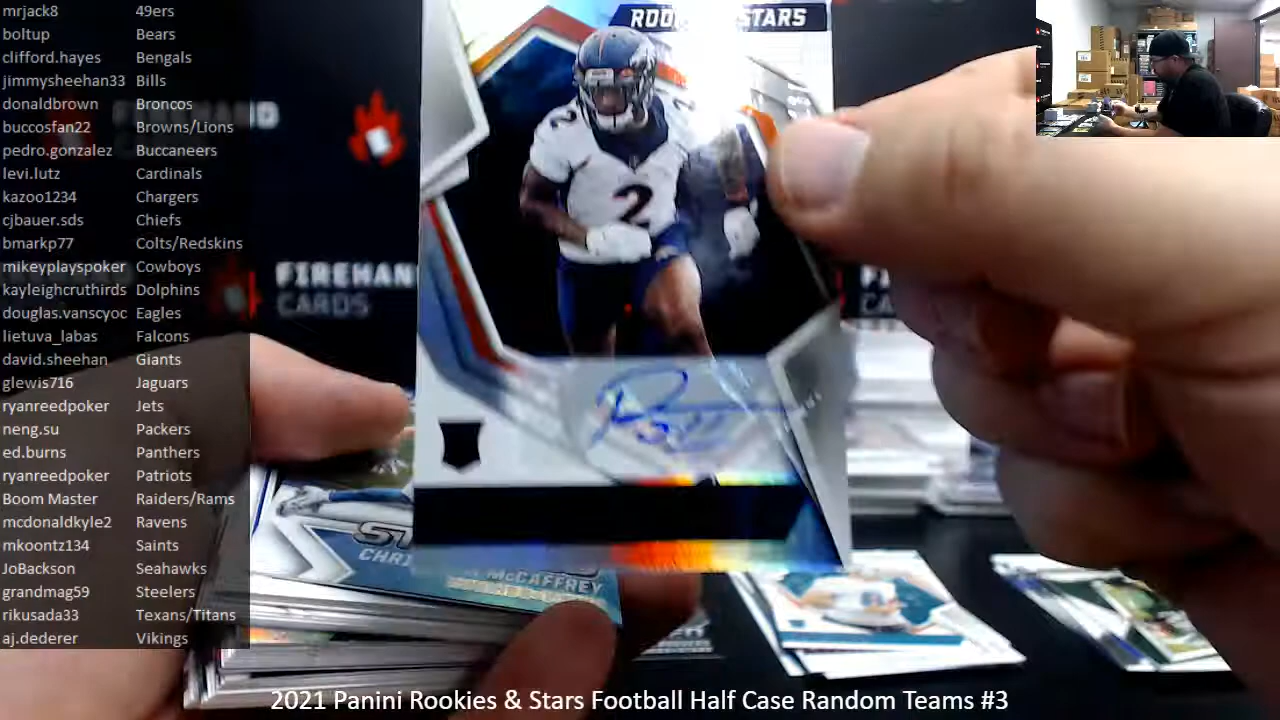 mrjack8 49ers
boltup Bears
clifford.hayes Bengals
jimmysheehan33 Bills
donaldbrown Broncos
buccosfan22 Browns/Lions
pedro.gonzalez Buccaneers
levi.lutz Cardinals
kazoo1234 Chargers
cjbauer.sds Chiefs
bmarkp77 Colts/Redskins
mikeyplayspoker Cowboys
kayleighcruthirds Dolphins
douglas.vanscyoc Eagles
lietuva_labas Falcons
david.sheehan Giants
glewis716 Jaguars
ryanreedpoker Jets
neng.su Packers
ed.burns Panthers
ryanreedpoker Patriots
Boom Master Raiders/Rams
mcdonaldkyle2 Ravens
mkoontz134 Saints
JoBackson Seahawks
grandmag59 Steelers
rikusada33 Texans/Titans
aj.dederer Vikings
STARS
2
2
FIREHAND
CARDS
McCAFFREY
2021 Panini Rookies & Stars Football Half Case Random Teams #3